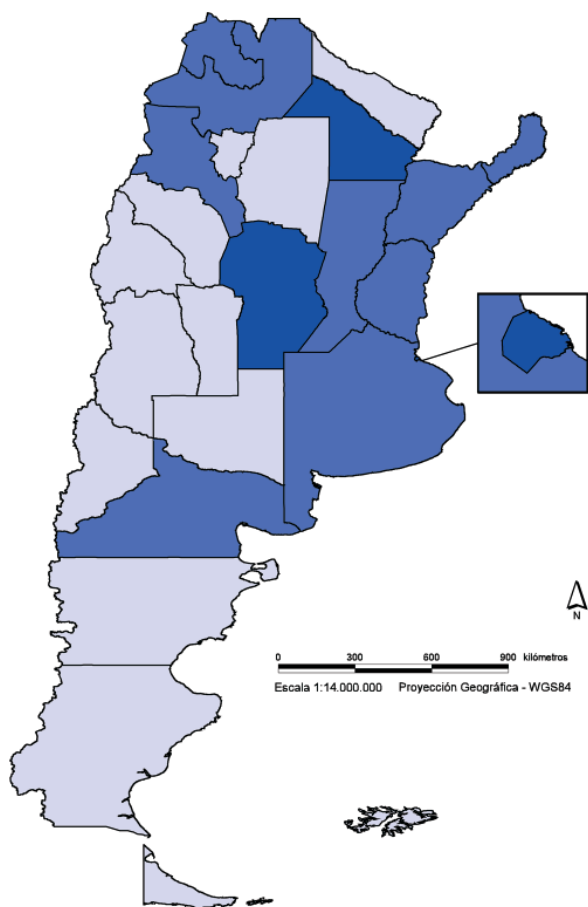 N
0 300 600 900 kilómetros
Escala 1:14.000.000 Proyección Geográfica - WGS84